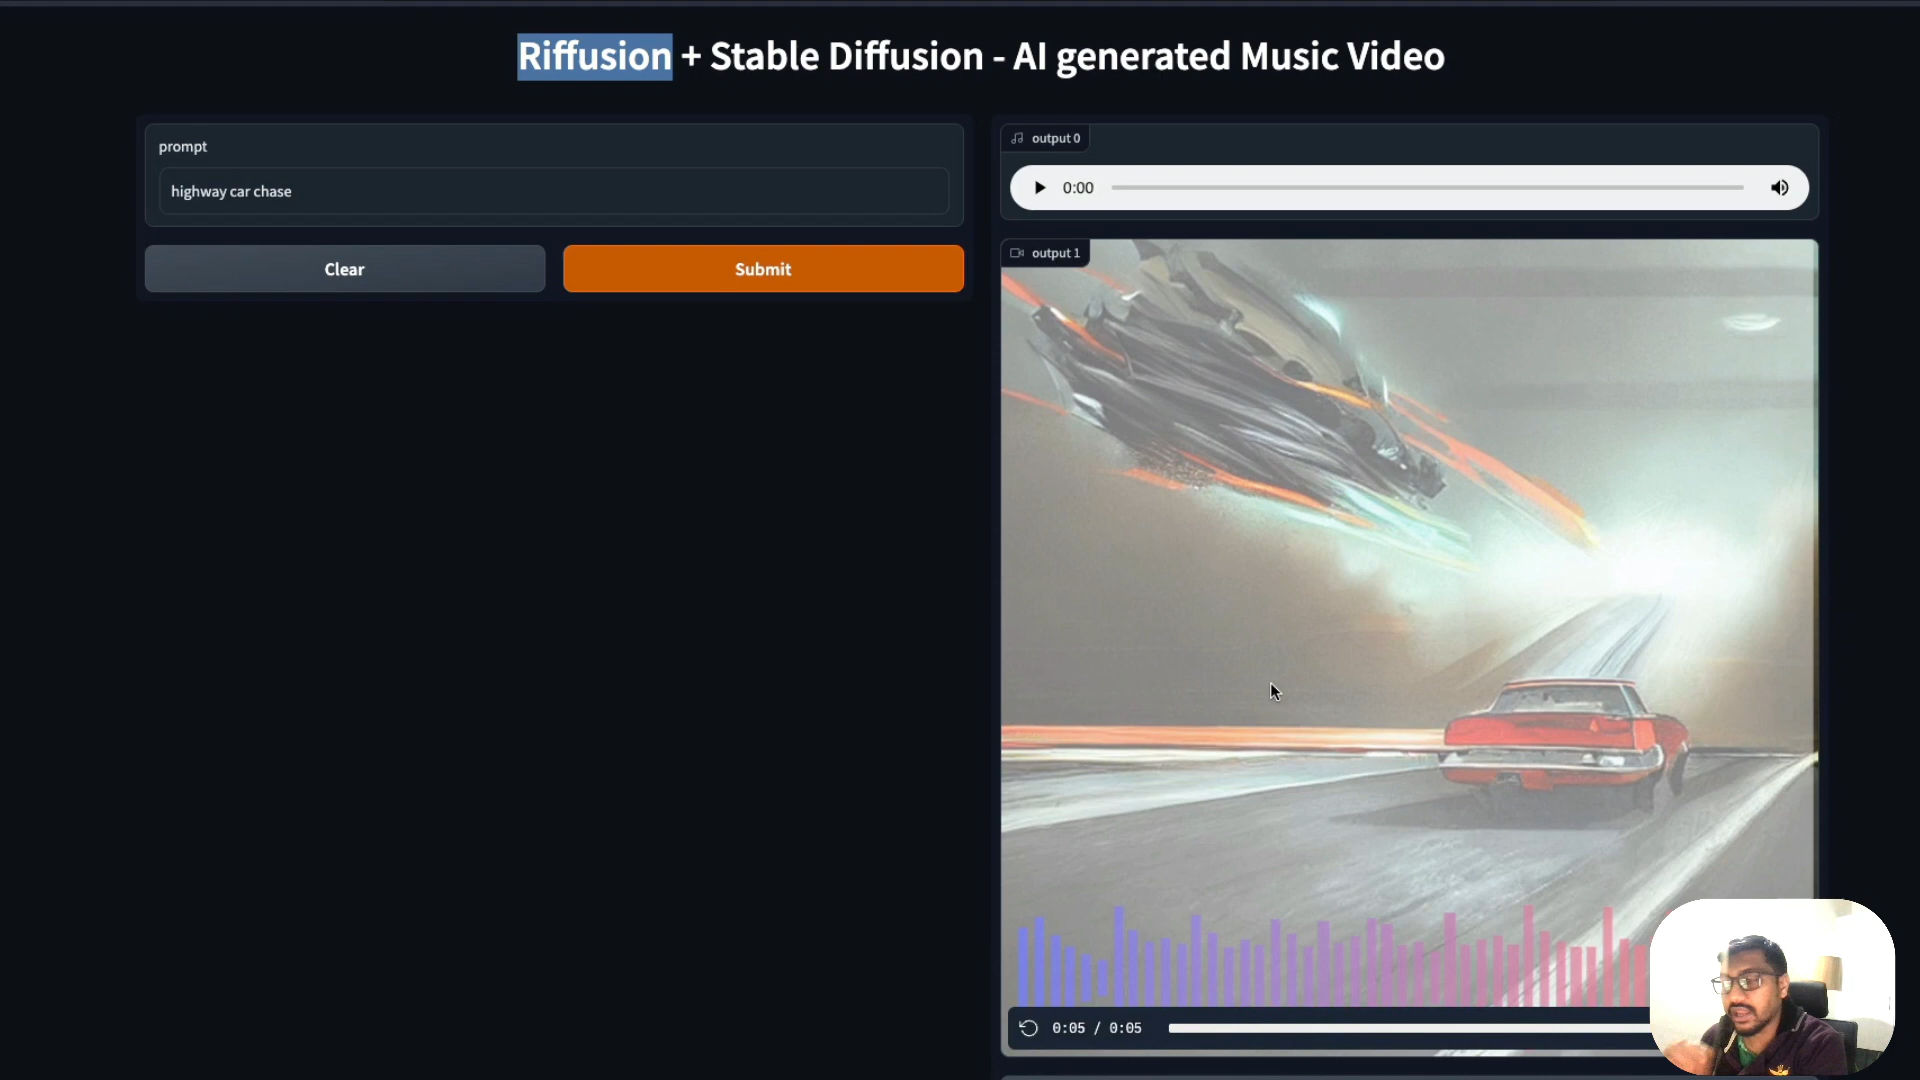 Riffusion + Stable Diffusion - AI generated Music Video
prompt
highway car chase
Clear
Submit
output 0
0:00
output 1
0:05 / 0:05